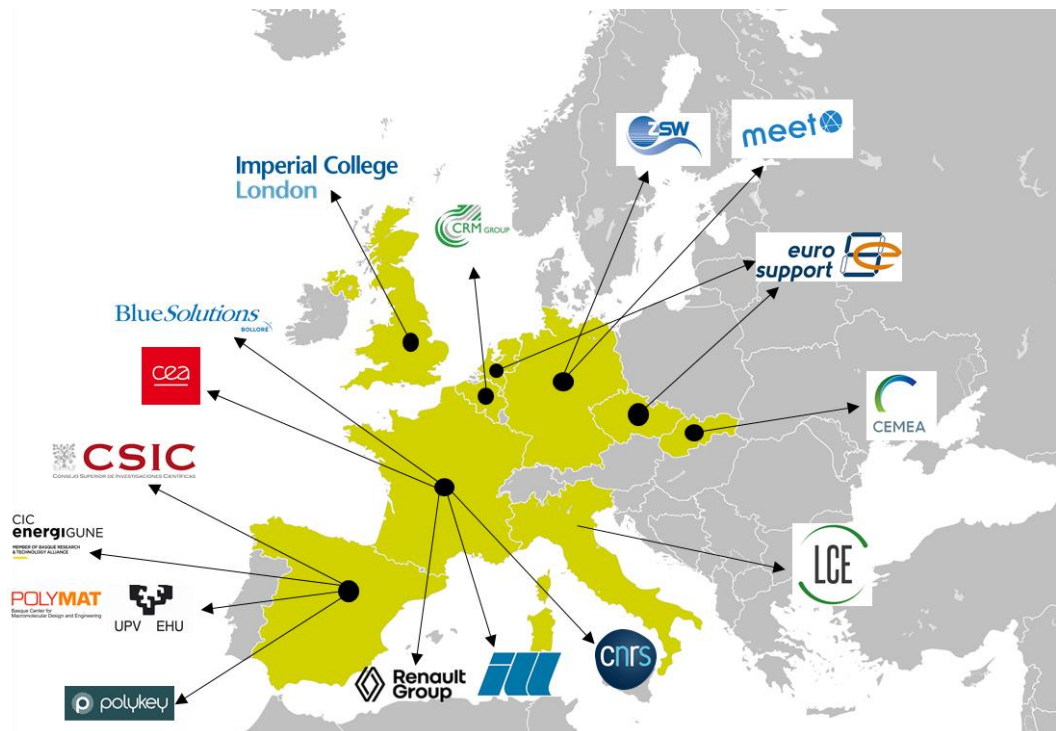 ZSW
meet
Imperial College
London
CRM GROUP
euro
support
BlueSolutions
BOLLORÉ
cea
CEMEA
CSIC
CONSEJO SUPERIOR DE INVESTIGACIONES CIENTÍFICAS
CIC
energiGUNE
MEMBER OF BASQUE RESEARCH
& TECHNOLOGY ALLIANCE
LCE
POLYMAT
Basque Center for
Macromolecular Design and Engineering
UPV EHU
cnrs
Renault
Group
ill
p polykey